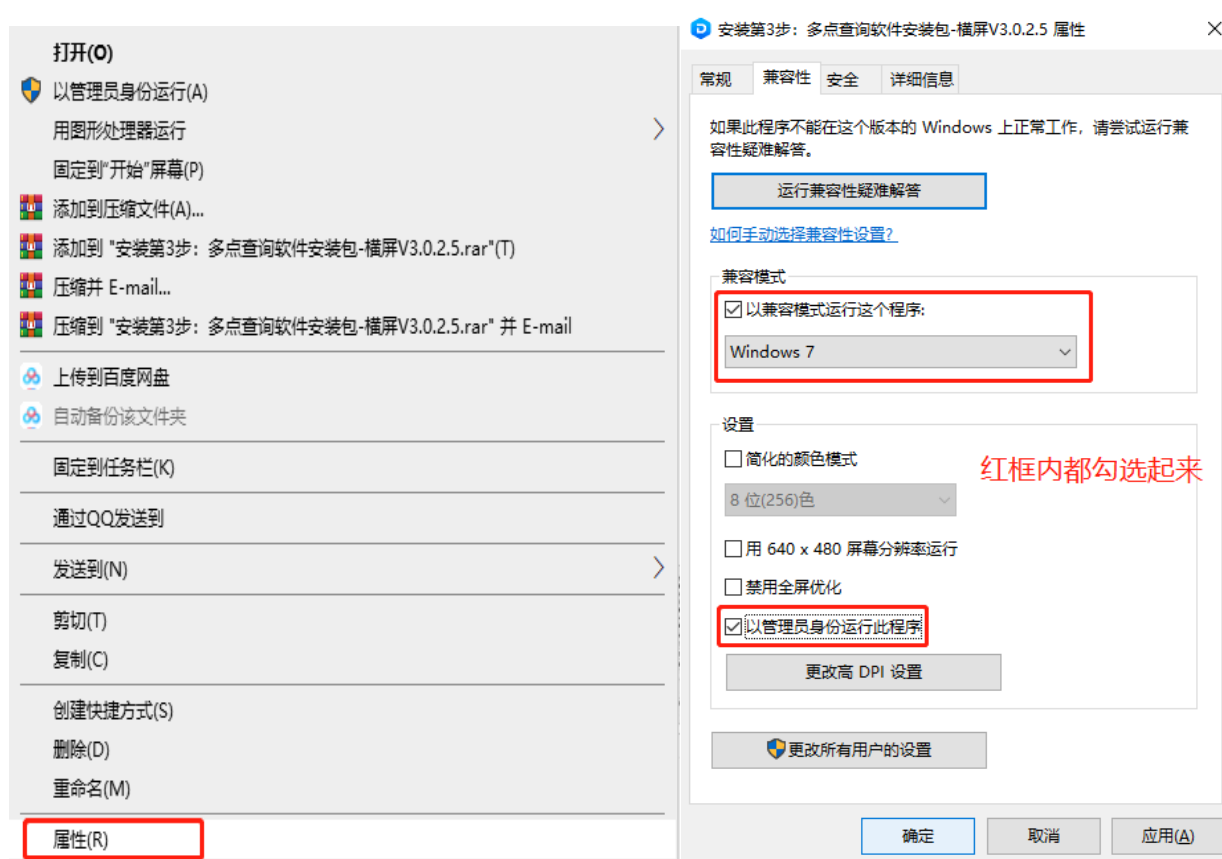 打开(O)
以管理员身份运行(A)
用图形处理器运行
固定到"开始"屏幕(P)
添加到压缩文件(A)...
添加到 "安装第3步：多点查询软件安装包-横屏V3.0.2.5.rar"(T)
压缩并 E-mail...
压缩到 "安装第3步：多点查询软件安装包-横屏V3.0.2.5.rar" 并 E-mail
上传到百度网盘
自动备份该文件夹
固定到任务栏(K)
通过QQ发送到
发送到(N)
剪切(T)
复制(C)
创建快捷方式(S)
删除(D)
重命名(M)
属性(R)
安装第3步：多点查询软件安装包-横屏V3.0.2.5 属性
常规 兼容性 安全 详细信息
如果此程序不能在这个版本的 Windows 上正常工作，请尝试运行兼
容性疑难解答。
运行兼容性疑难解答
如何手动选择兼容性设置?
兼容模式
以兼容模式运行这个程序:
Windows 7
设置
简化的颜色模式
红框内都勾选起来
8 位(256)色
用 640 x 480 屏幕分辨率运行
禁用全屏优化
以管理员身份运行此程序
更改高 DPI 设置
更改所有用户的设置
确定 取消 应用(A)